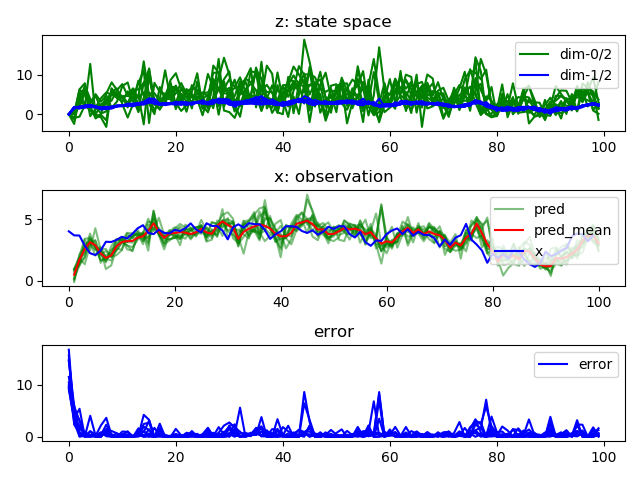 z: state space
10
0
dim-0/2
dim-1/2
0 20 40 60 80 100
x: observation
5
0
pred
pred_mean
x
0 20 40 60 80 100
error
10
0
error
0 20 40 60 80 100